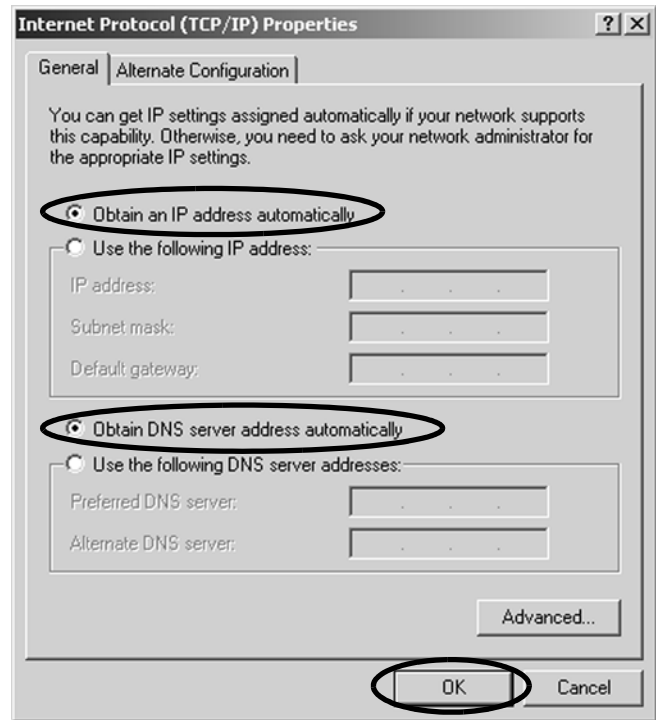 Internet Protocol (TCP/IP) Properties ? X
General Alternate Configuration
You can get IP settings assigned automatically if your network supports
this capability. Otherwise, you need to ask your network administrator for
the appropriate IP settings.
Obtain an IP address automatically
Use the following IP address:
IP address:
Subnet mask:
Default gateway:
Obtain DNS server address automatically
Use the following DNS server addresses:
Preferred DNS server:
Alternate DNS server:
Advanced...
OK Cancel